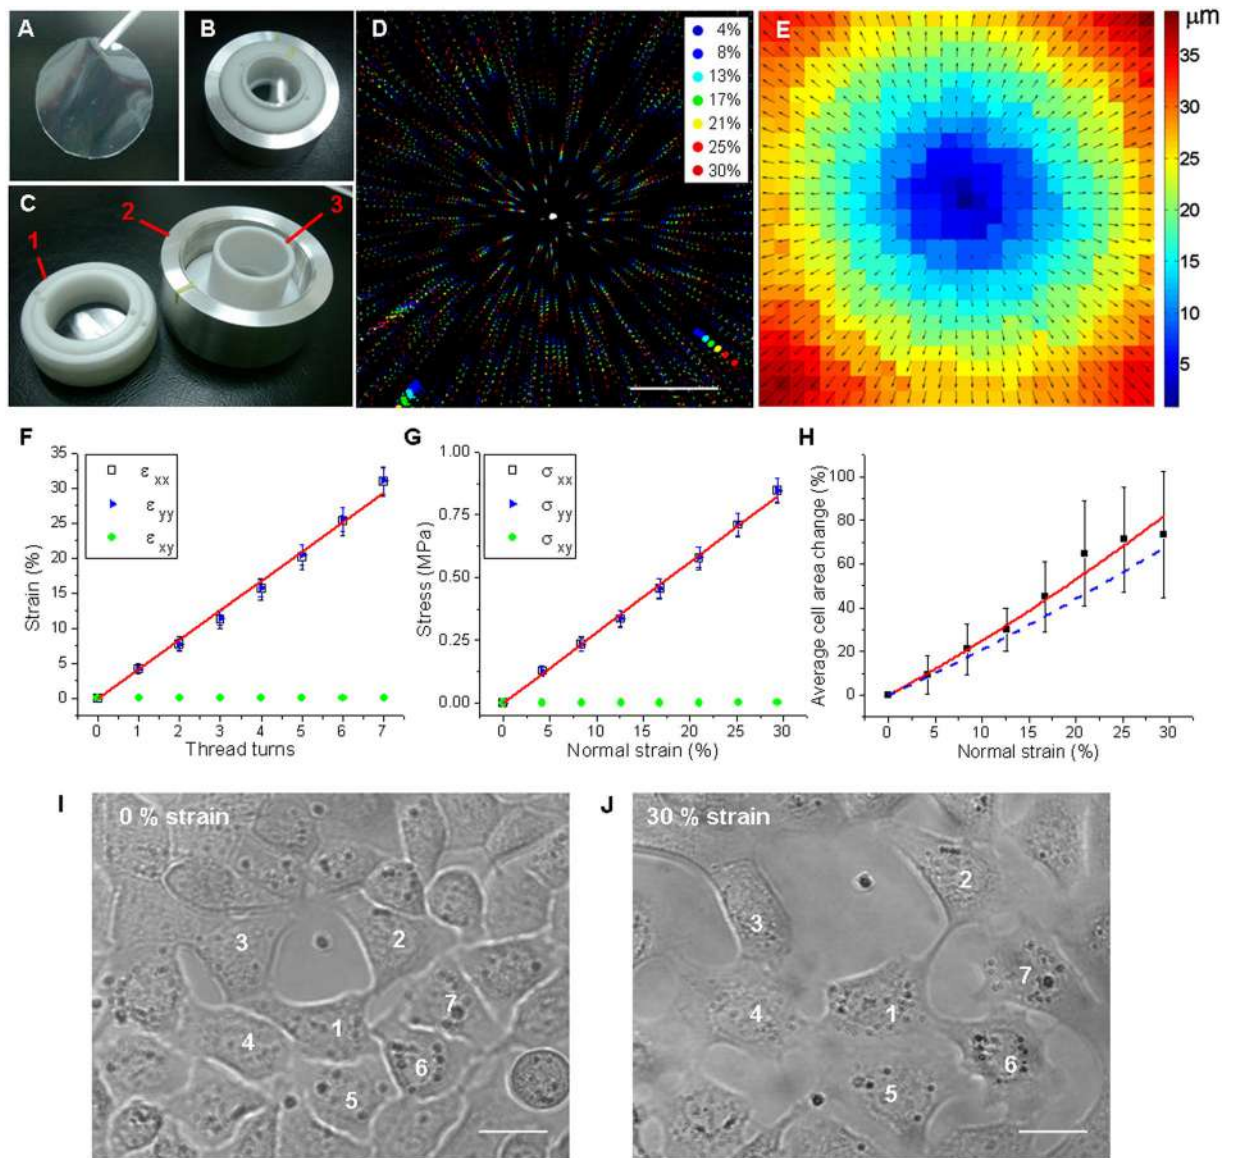 A
B
C
1
2
3
D
4%
8%
13%
17%
21%
25%
30%
E
µm
35
30
25
20
15
10
5
F
35
30
25
20
15
10
5
0
Strain (%)
ε xx
ε yy
ε xy
0 1 2 3 4 5 6 7
Thread turns
G
1.00
0.75
0.50
0.25
0.00
Stress (MPa)
σ xx
σ yy
σ xy
0 5 10 15 20 25 30
Normal strain (%)
H
100
80
60
40
20
0
Average cell area change (%)
0 5 10 15 20 25 30
Normal strain (%)
I
0 % strain
3
2
7
4
1
6
5
J
30 % strain
2
3
7
4
1
6
5